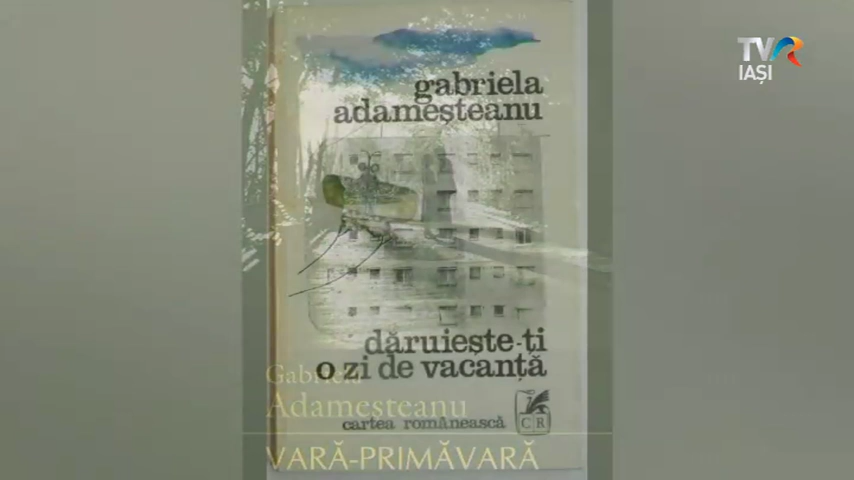 TVR
IAȘI
gabriela
adameșteanu
dăruiește-ți
o zi de vacanță
cartea românească
CR
Gabriela
Adameșteanu
VARĂ-PRIMĂVARĂ